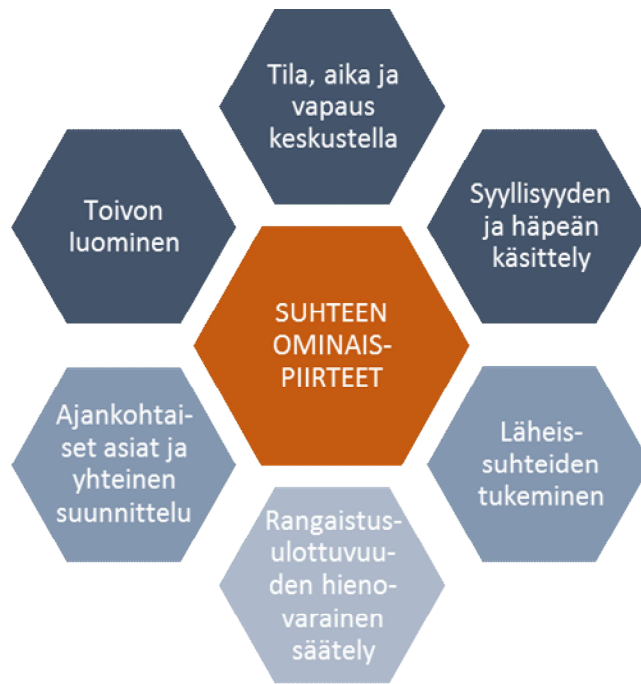 Tila, aika ja
vapaus
keskustella
Toivon
luominen
Syyllisyyden
ja häpeän
käsittely
SUHTEEN
OMINAIS-
PIIRTEET
Ajankohtai-
set asiat ja
yhteinen
suunnittelu
Läheis-
suhteiden
tukeminen
Rangaistus-
ulottuvuu-
den hieno-
varainen
säätely